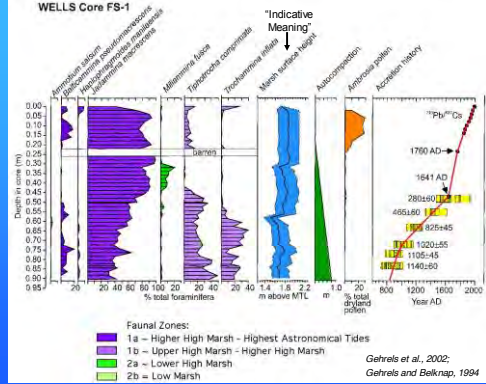 WELLS Core FS-1
"Indicative
Meaning"
Ammotium salsum
Balticammina pseudomacrescens
Haplophragmoides manilaensis
Jadammina macrescens
Miliammina fusca
Tiphotrocha comprimata
Trochammina inflata
Marsh surface height
Autocompaction
Ambrosia pollen
Accretion history
Depth in core (m)
0.00
0.05
0.10
0.15
0.20
0.25
0.30
0.35
0.40
0.45
0.50
0.55
0.60
0.65
0.70
0.75
0.80
0.85
0.90
0.95
barren
²¹⁰Pb/¹³⁷Cs
1760 AD
1641 AD
280±60
465±60
825±45
1020±55
1105±45
1140±60
20 20 40 60 80 100 20 20 40 20 40
% total foraminifera
1.4 1.8 2.2
m above MTL
1.0
m
20
% total
dryland
pollen
800 1200 1600 2000
Year AD
Faunal Zones:
1a ~ Higher High Marsh - Highest Astronomical Tides
1b ~ Upper High Marsh - Higher High Marsh
2a ~ Lower High Marsh
2b = Low Marsh
Gehrels et al., 2002;
Gehrels and Belknap, 1994